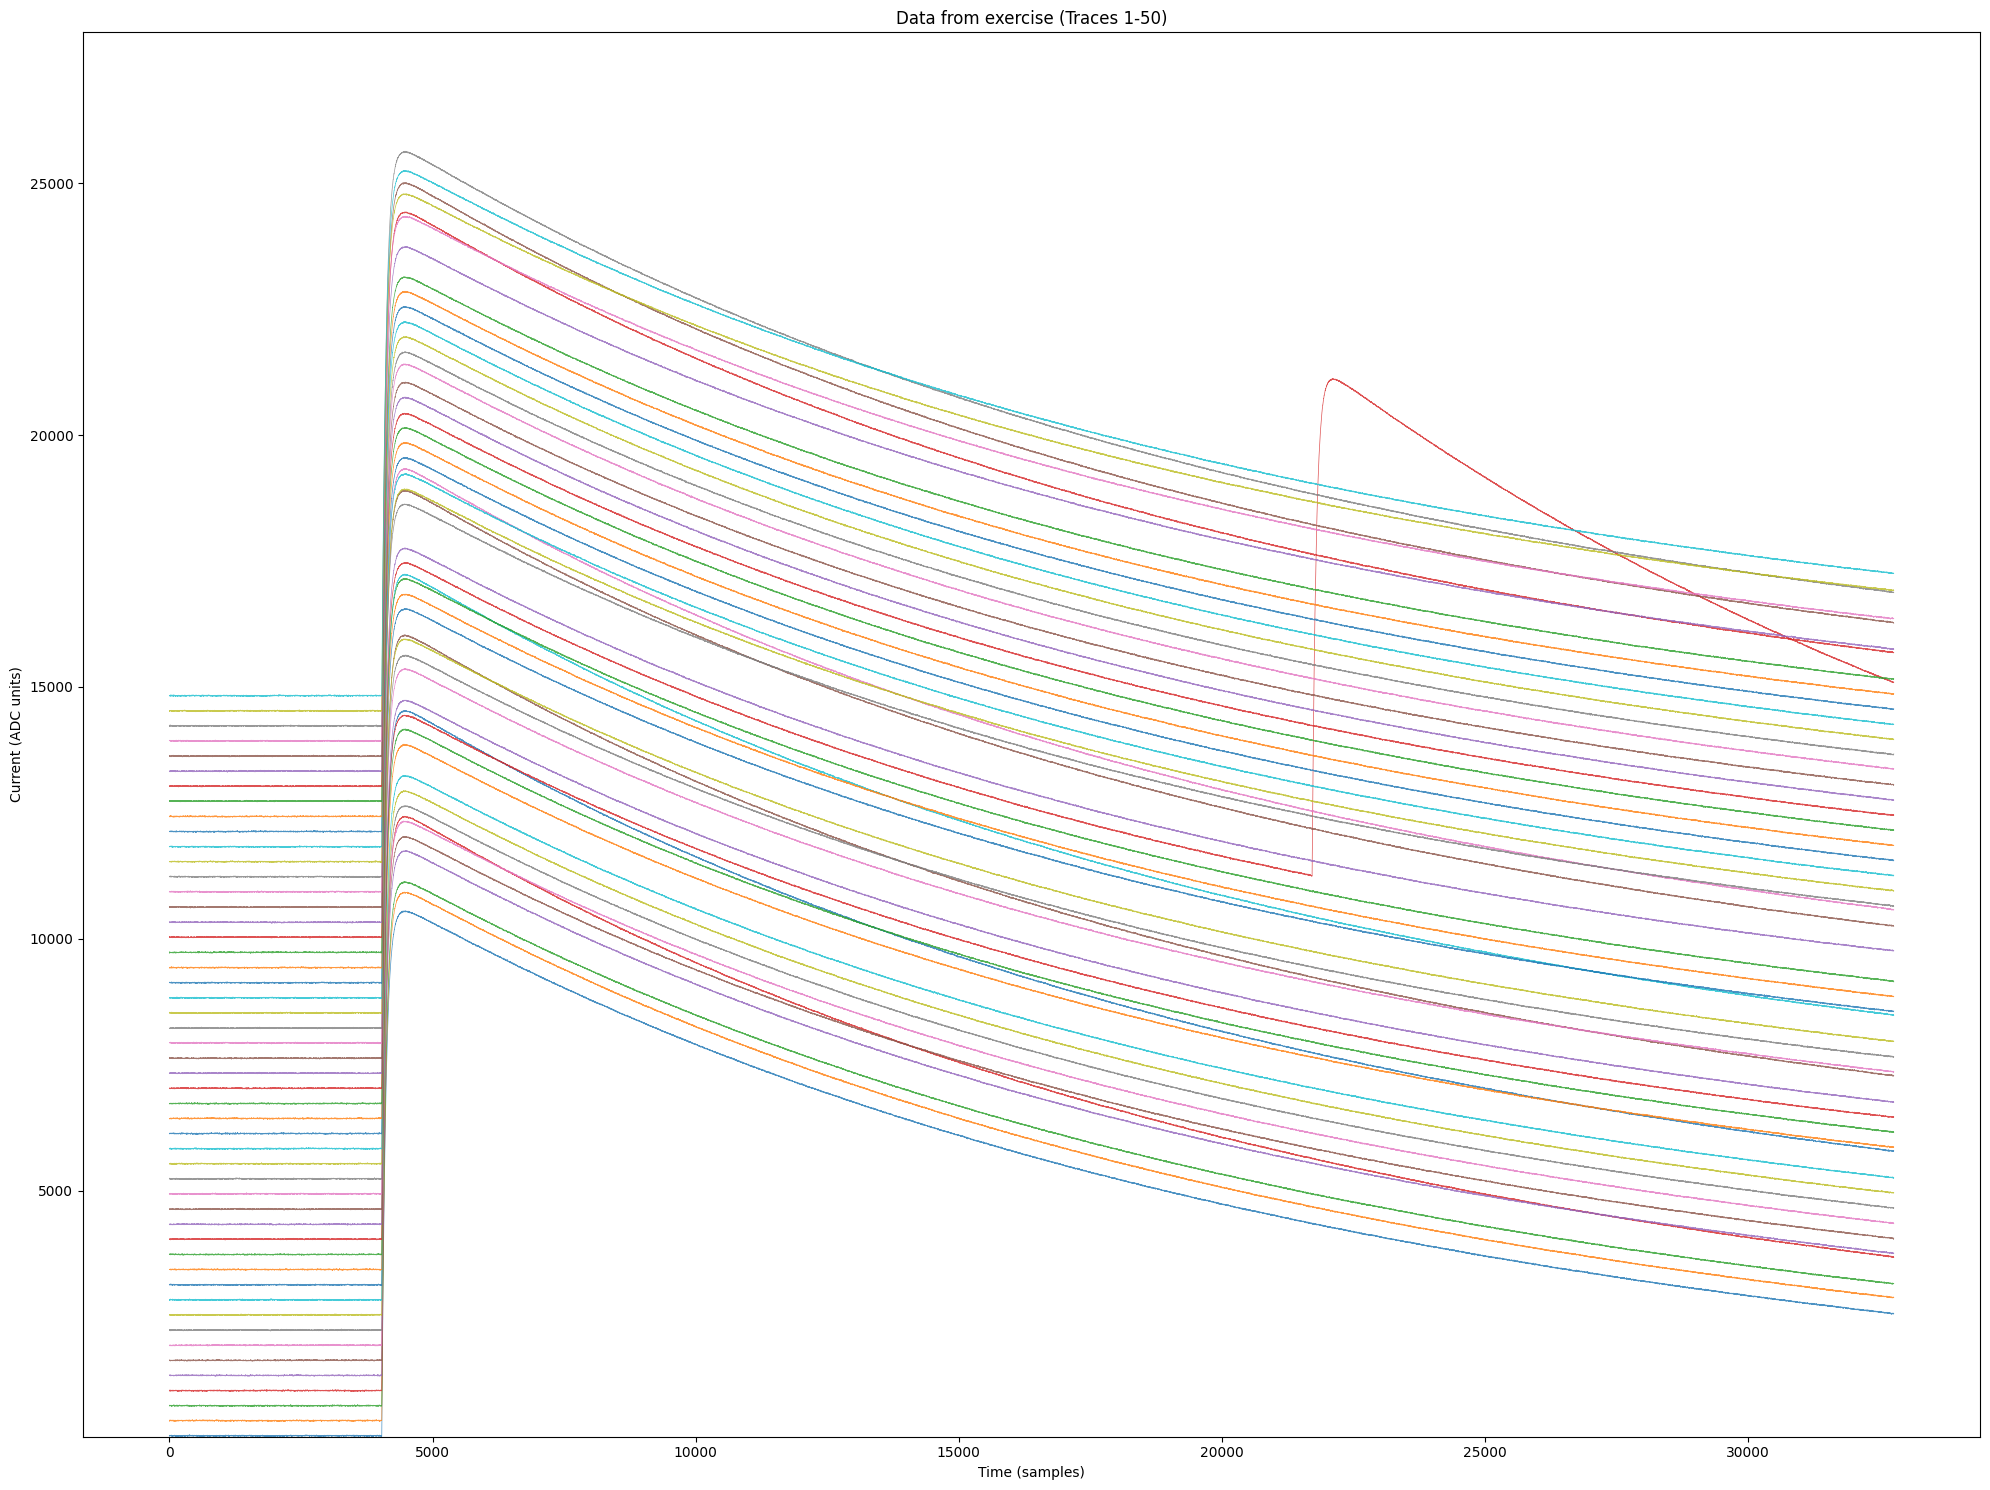 Data from exercise (Traces 1-50)
Current (ADC units)
25000
20000
15000
10000
5000
0 5000 10000 15000 20000 25000 30000
Time (samples)